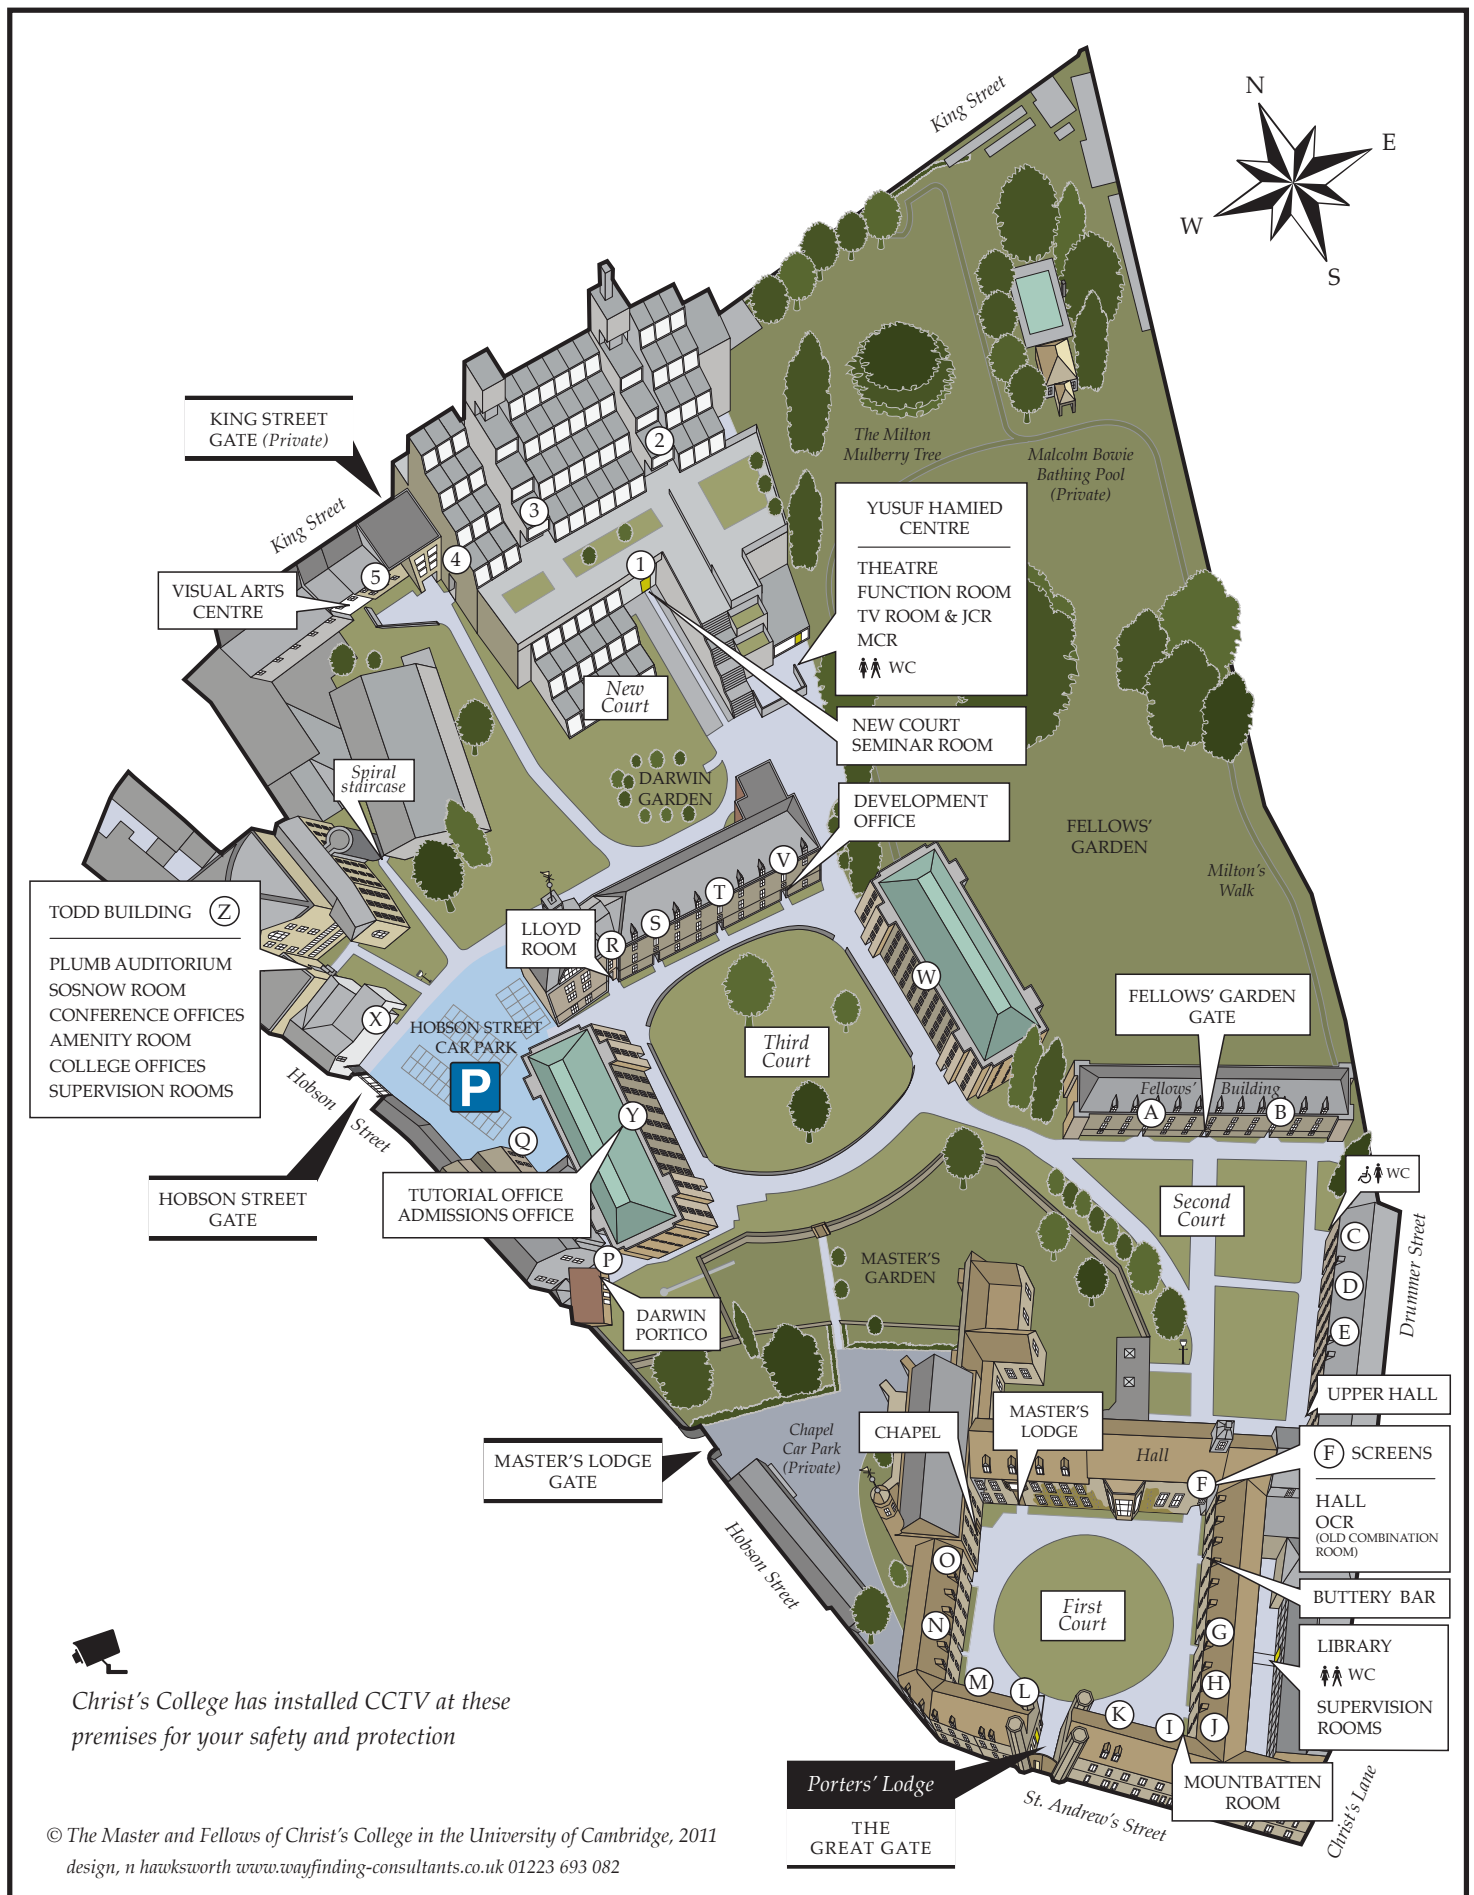 King Street
N
E
W
S
KING STREET
GATE (Private)
King Street
2
3
4
5
1
The Milton
Mulberry Tree
Malcolm Bowie
Bathing Pool
(Private)
YUSUF HAMIED
CENTRE
THEATRE
FUNCTION ROOM
TV ROOM & JCR
MCR
WC
VISUAL ARTS
CENTRE
New
Court
NEW COURT
SEMINAR ROOM
Spiral
staircase
DARWIN
GARDEN
DEVELOPMENT
OFFICE
FELLOWS'
GARDEN
Milton's
Walk
TODD BUILDING Z
PLUMB AUDITORIUM
SOSNOW ROOM
CONFERENCE OFFICES
AMENITY ROOM
COLLEGE OFFICES
SUPERVISION ROOMS
LLOYD
ROOM
R
S
T
V
W
X
HOBSON STREET
CAR PARK
P
Third
Court
FELLOWS' GARDEN
GATE
Fellows' Building
A
B
Hobson
Street
Y
Q
HOBSON STREET
GATE
TUTORIAL OFFICE
ADMISSIONS OFFICE
P
DARWIN
PORTICO
MASTER'S
GARDEN
Second
Court
WC
C
D
E
Drummer Street
UPPER HALL
MASTER'S LODGE
GATE
Chapel
Car Park
(Private)
CHAPEL
MASTER'S
LODGE
Hall
F
F SCREENS
HALL
OCR
(OLD COMBINATION
ROOM)
BUTTERY BAR
Hobson Street
O
N
M
L
First
Court
G
H
J
I
K
LIBRARY
WC
SUPERVISION
ROOMS
MOUNTBATTEN
ROOM
Porters' Lodge
THE
GREAT GATE
St. Andrew's Street
Christ's Lane
Christ's College has installed CCTV at these
premises for your safety and protection
© The Master and Fellows of Christ's College in the University of Cambridge, 2011
design, n hawksworth www.wayfinding-consultants.co.uk 01223 693 082